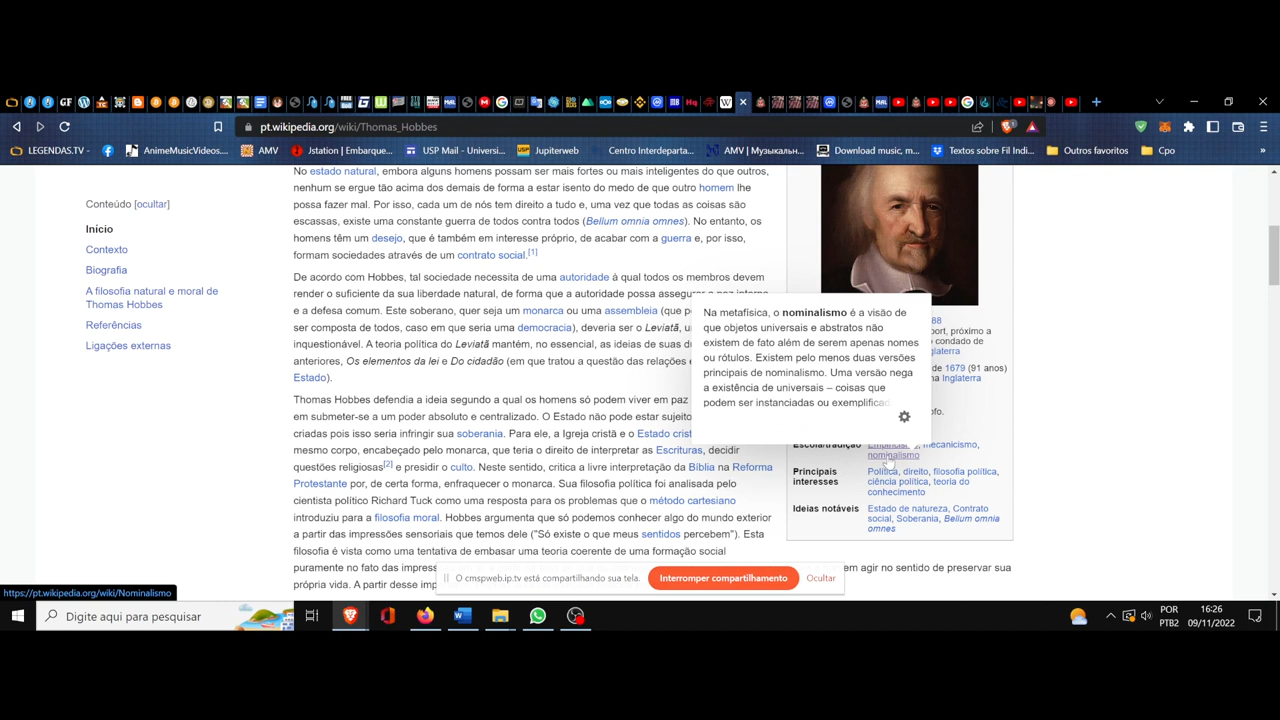 pt.wikipedia.org/wiki/Thomas_Hobbes
LEGENDAS.TV -
AnimeMusicVideos...
AMV
Jstation | Embarque...
USP Mail - Universi...
Jupiterweb
Centro Interdeparta...
AMV | Музыкальн...
Download music, m...
Textos sobre Fil Indi...
Outros favoritos
Cpo
Conteúdo [ocultar]
Início
Contexto
Biografia
A filosofia natural e moral de
Thomas Hobbes
Referências
Ligações externas
No estado natural, embora alguns homens possam ser mais fortes ou mais inteligentes do que outros,
nenhum se ergue tão acima dos demais de forma a estar isento do medo de que outro homem lhe
possa fazer mal. Por isso, cada um de nós tem direito a tudo e, uma vez que todas as coisas são
escassas, existe uma constante guerra de todos contra todos (Bellum omnia omnes). No entanto, os
homens têm um desejo, que é também em interesse próprio, de acabar com a guerra e, por isso,
formam sociedades através de um contrato social.[1]
De acordo com Hobbes, tal sociedade necessita de uma autoridade à qual todos os membros devem
render o suficiente da sua liberdade natural, de forma que a autoridade possa assegurar a paz interna
e a defesa comum. Este soberano, quer seja um monarca ou uma assembleia (que p
ser composta de todos, caso em que seria uma democracia), deveria ser o Leviatã, u
inquestionável. A teoria política do Leviatã mantém, no essencial, as ideias de suas d
anteriores, Os elementos da lei e Do cidadão (em que tratou a questão das relações e
Estado).
Thomas Hobbes defendia a ideia segundo a qual os homens só podem viver em paz
em submeter-se a um poder absoluto e centralizado. O Estado não pode estar sujeito
criadas pois isso seria infringir sua soberania. Para ele, a Igreja cristã e o Estado crist
mesmo corpo, encabeçado pelo monarca, que teria o direito de interpretar as Escrituras, decidir
questões religiosas[2] e presidir o culto. Neste sentido, critica a livre interpretação da Bíblia na Reforma
Protestante por, de certa forma, enfraquecer o monarca. Sua filosofia política foi analisada pelo
cientista político Richard Tuck como uma resposta para os problemas que o método cartesiano
introduziu para a filosofia moral. Hobbes argumenta que só podemos conhecer algo do mundo exterior
a partir das impressões sensoriais que temos dele ("Só existe o que meus sentidos percebem"). Esta
filosofia é vista como uma tentativa de embasar uma teoria coerente de uma formação social
puramente no fato das impress
em agir no sentido de preservar sua
própria vida. A partir desse imp
Na metafísica, o nominalismo é a visão de
que objetos universais e abstratos não
existem de fato além de serem apenas nomes
ou rótulos. Existem pelo menos duas versões
principais de nominalismo. Uma versão nega
a existência de universais – coisas que
podem ser instanciadas ou exemplificad
88
port, próximo a
condado de
glaterra
de 1679 (91 anos)
na Inglaterra
ofo.
Escola/tradição
Empirismo, mecanicismo,
nominalismo
Principais
interesses
Política, direito, filosofia política,
ciência política, teoria do
conhecimento
Ideias notáveis
Estado de natureza, Contrato
social, Soberania, Bellum omnia
omnes
O cmspweb.ip.tv está compartilhando sua tela.
Interromper compartilhamento
Ocultar
https://pt.wikipedia.org/wiki/Nominalismo
Digite aqui para pesquisar
POR
PTB2
16:26
09/11/2022